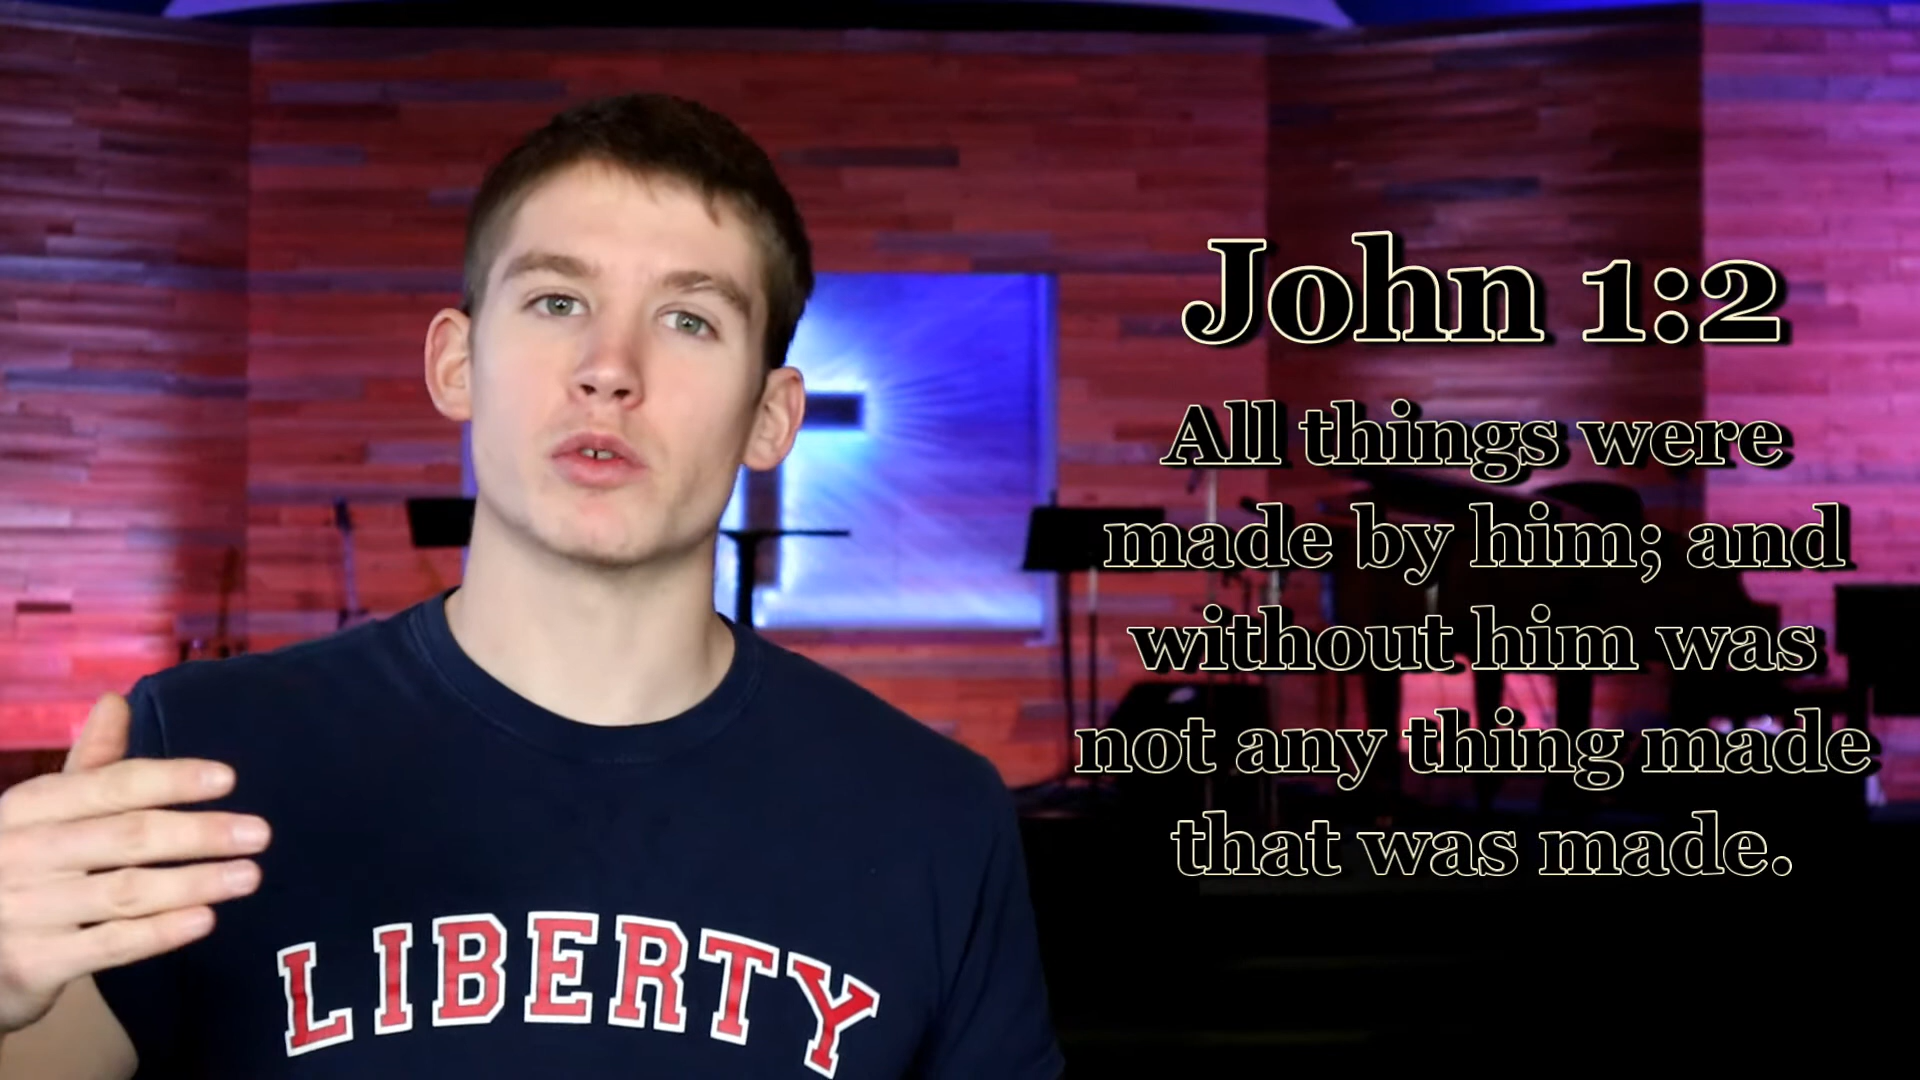 John 1:2
All things were
made by him; and
without him was
not any thing made
that was made.
LIBERTY